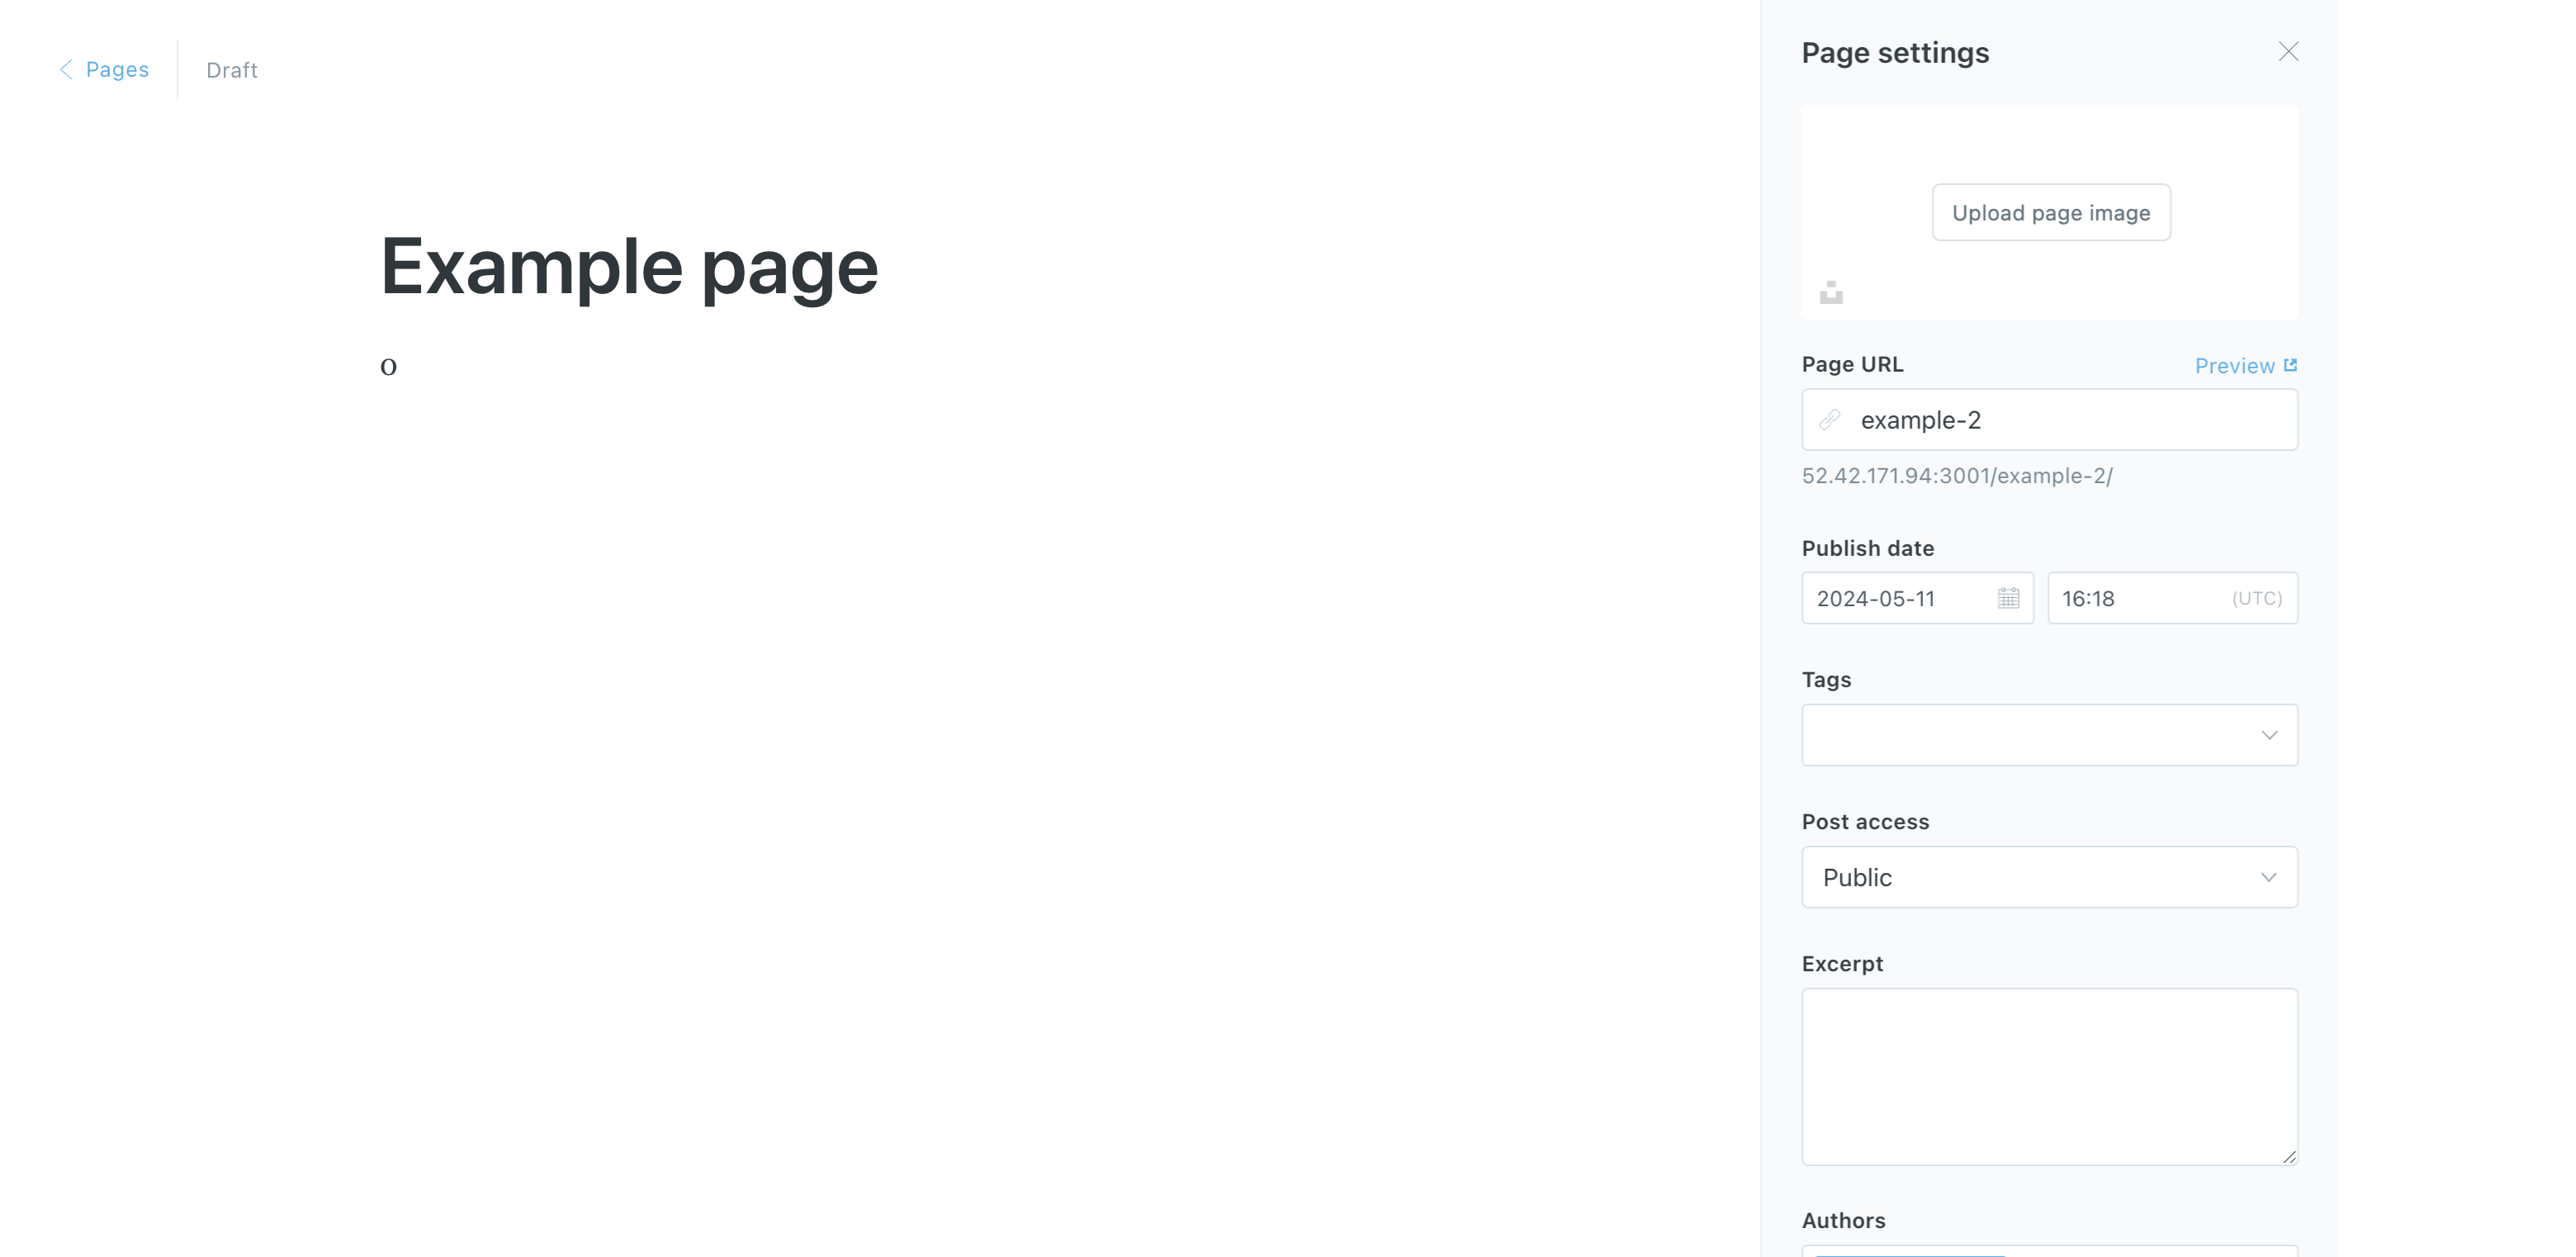 Pages
Draft
Example page
o
Page settings
Upload page image
Page URL
Preview
example-2
52.42.171.94:3001/example-2/
Publish date
2024-05-11
16:18 (UTC)
Tags
Post access
Public
Excerpt
Authors